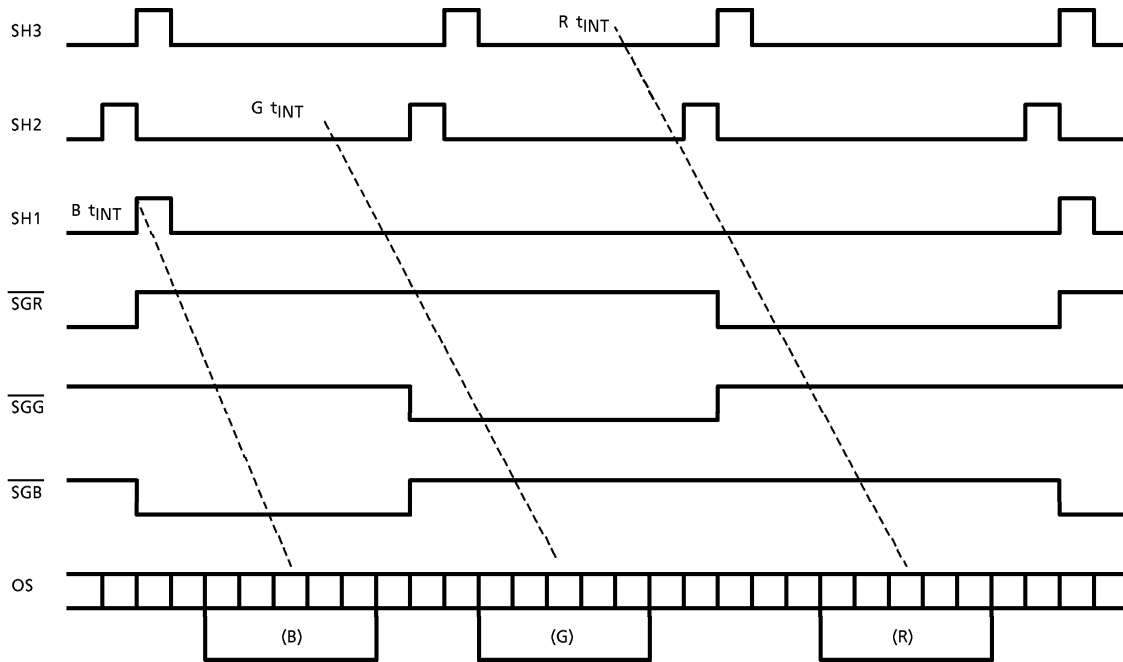 SH3
R tINT
SH2
G tINT
SH1
B tINT
SGR
SGG
SGB
OS
(B)
(G)
(R)